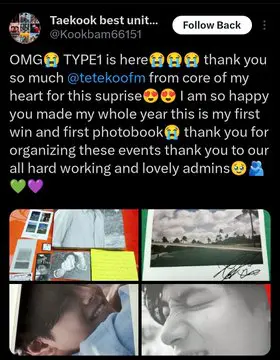 Taekook best unit...
@Kookbam66151
Follow Back
OMG😭 TYPE1 is here😭😭😭 thank you
so much @tetekoofm from core of my
heart for this suprise😍😍 I am so happy
you made my whole year this is my first
win and first photobook😭 thank you for
organizing these events thank you to our
all hard working and lovely admins🥹🫂
💚💜